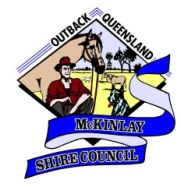 OUTBACK QUEENSLAND
McKINLAY
SHIRE COUNCIL